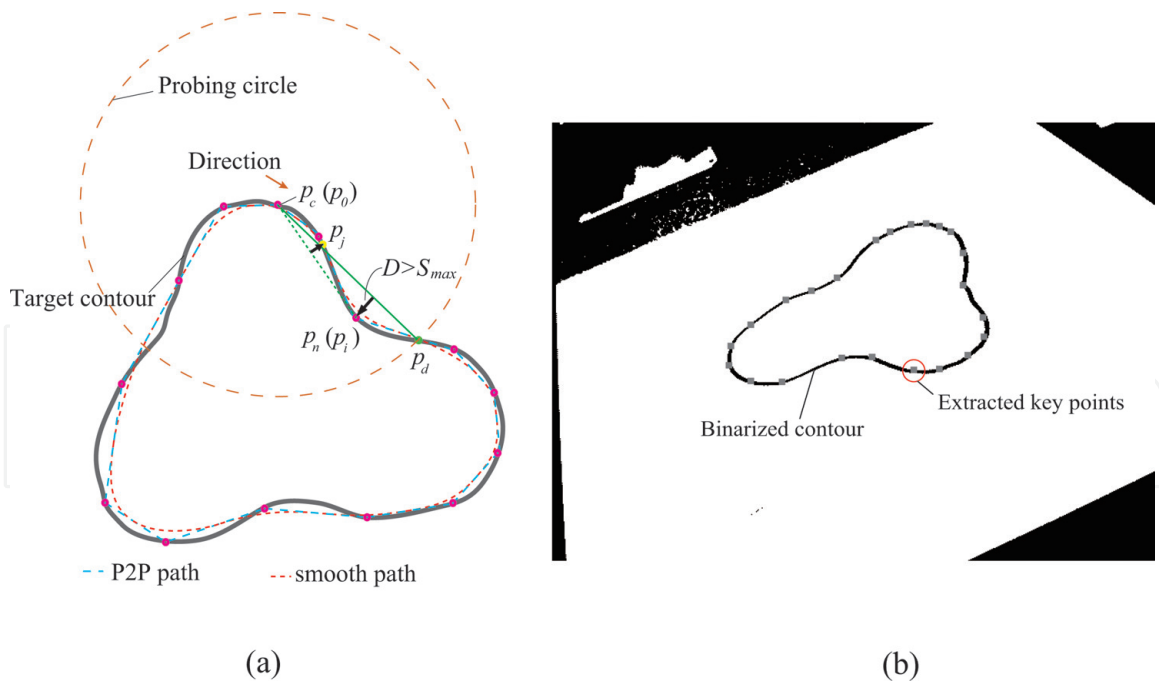 Probing circle
Direction
p_c (p_0)
p_j
D>S_max
Target contour
p_n (p_i)
p_d
P2P path
smooth path
(a)
Extracted key points
Binarized contour
(b)